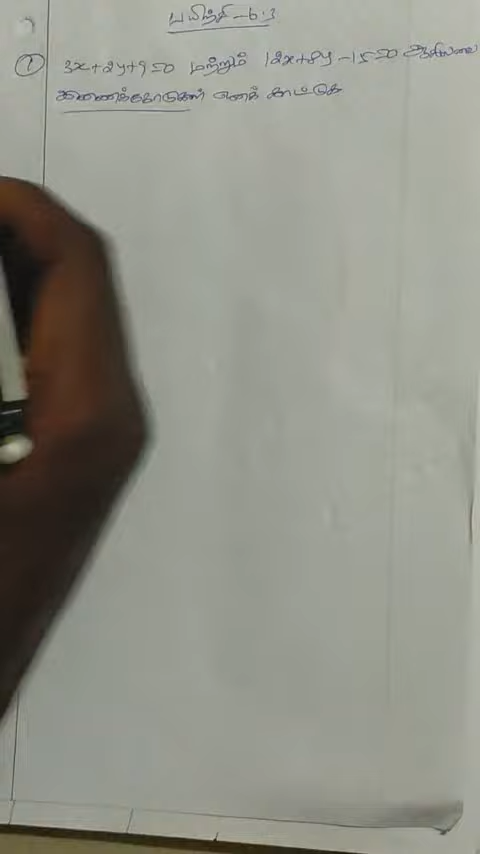 பயிற்சி - 6.3
① 3x+2y+9=0 மற்றும் 12x+8y-15=0 ஆகியவை
இணைக்கோடுகள் எனக் காட்டுக